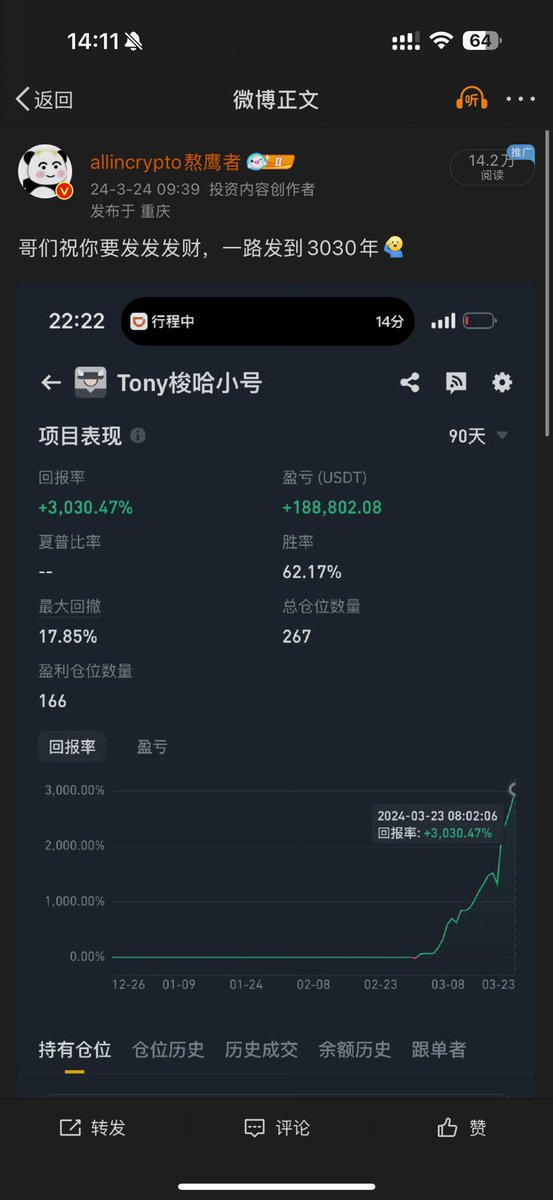 14:11
64
返回
微博正文
听
allincrypto熬鹰者 II
24-3-24 09:39 投资内容创作者
发布于 重庆
推广
14.2万
阅读
哥们祝你要发发发财，一路发到3030年
22:22
行程中
14分
Tony梭哈小号
项目表现
90天
回报率
盈亏 (USDT)
+3,030.47%
+188,802.08
夏普比率
胜率
--
62.17%
最大回撤
总仓位数量
17.85%
267
盈利仓位数量
166
回报率
盈亏
3,000.00%
2024-03-23 08:02:06
回报率: +3,030.47%
2,000.00%
1,000.00%
0.00%
12-26 01-09 01-24 02-08 02-23 03-08 03-23
持有仓位 仓位历史 历史成交 余额历史 跟单者
转发
评论
赞